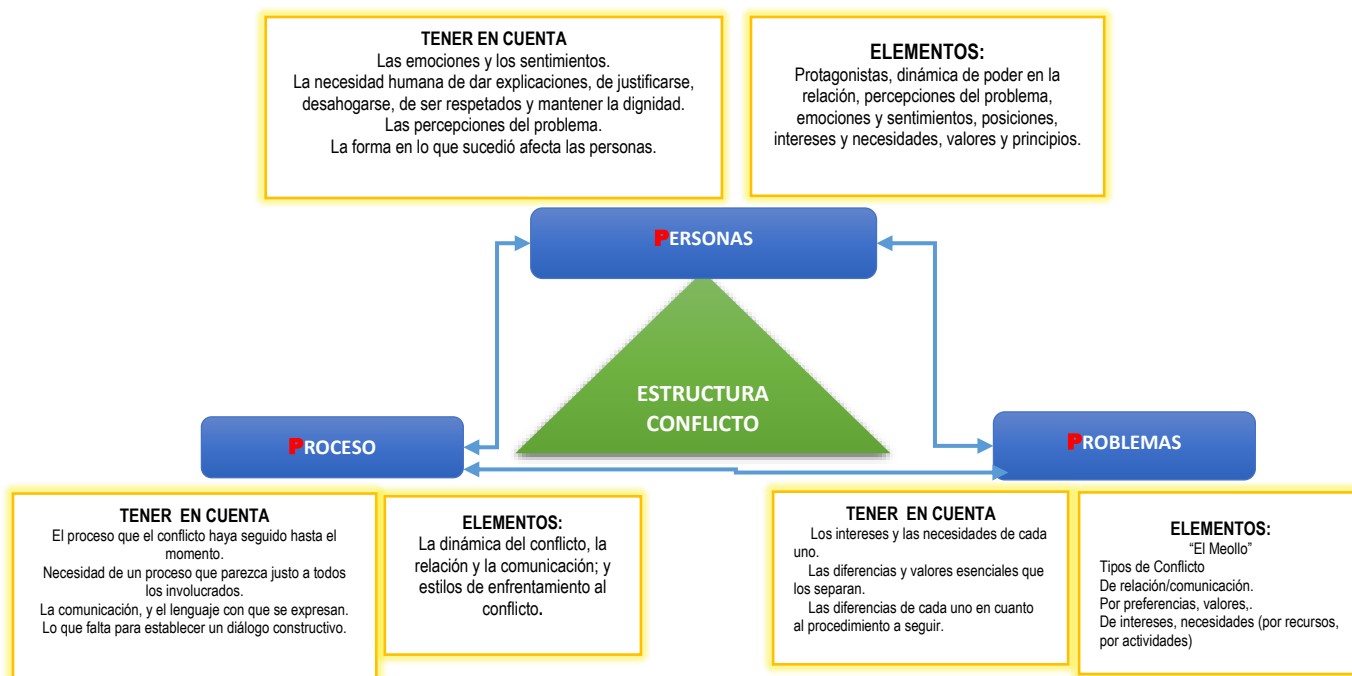 TENER EN CUENTA
Las emociones y los sentimientos.
La necesidad humana de dar explicaciones, de justificarse,
desahogarse, de ser respetados y mantener la dignidad.
Las percepciones del problema.
La forma en lo que sucedió afecta las personas.
ELEMENTOS:
Protagonistas, dinámica de poder en la
relación, percepciones del problema,
emociones y sentimientos, posiciones,
intereses y necesidades, valores y principios.
PERSONAS
ESTRUCTURA
CONFLICTO
PROCESO
PROBLEMAS
TENER EN CUENTA
El proceso que el conflicto haya seguido hasta el
momento.
Necesidad de un proceso que parezca justo a todos
los involucrados.
La comunicación, y el lenguaje con que se expresan.
Lo que falta para establecer un diálogo constructivo.
ELEMENTOS:
La dinámica del conflicto, la
relación y la comunicación; y
estilos de enfrentamiento al
conflicto.
TENER EN CUENTA
Los intereses y las necesidades de cada
uno.
Las diferencias y valores esenciales que
los separan.
Las diferencias de cada uno en cuanto
al procedimiento a seguir.
ELEMENTOS:
“El Meollo”
Tipos de Conflicto
De relación/comunicación.
Por preferencias, valores,.
De intereses, necesidades (por recursos,
por actividades)